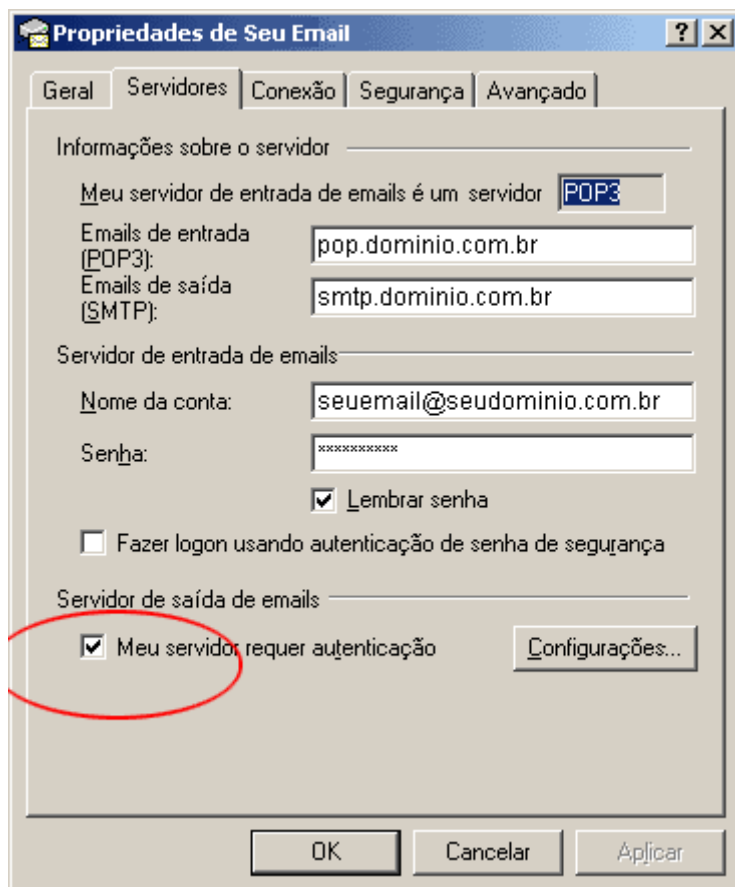 Propriedades de Seu Email
Geral Servidores Conexão Segurança Avançado
Informações sobre o servidor
Meu servidor de entrada de emails é um servidor POP3
Emails de entrada
(POP3):
pop.dominio.com.br
Emails de saída
(SMTP):
smtp.dominio.com.br
Servidor de entrada de emails
Nome da conta: seuemail@seudominio.com.br
Senha: **********
Lembrar senha
Fazer logon usando autenticação de senha de segurança
Servidor de saída de emails
Meu servidor requer autenticação Configurações...
OK Cancelar Aplicar